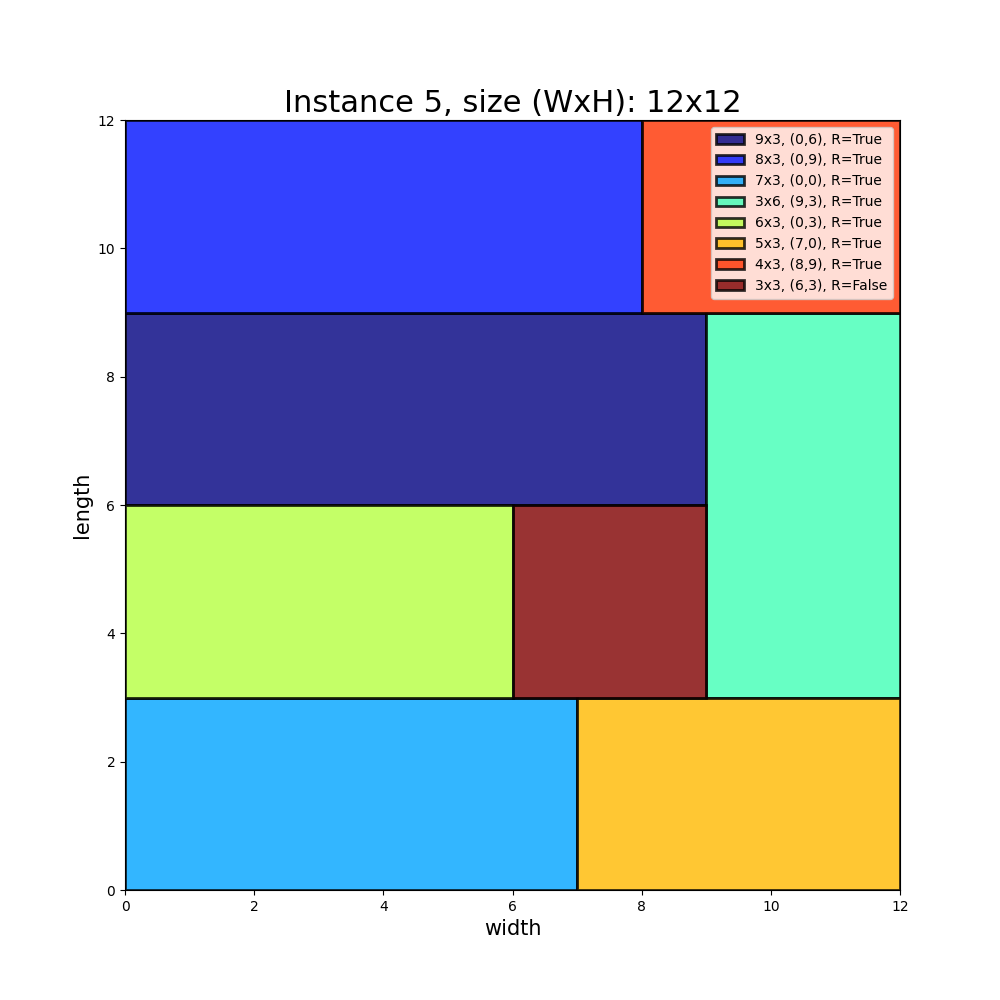 Instance 5, size (WxH): 12x12
12
10
8
6
4
2
0
length
9x3, (0,6), R=True
8x3, (0,9), R=True
7x3, (0,0), R=True
3x6, (9,3), R=True
6x3, (0,3), R=True
5x3, (7,0), R=True
4x3, (8,9), R=True
3x3, (6,3), R=False
0 2 4 6 8 10 12
width